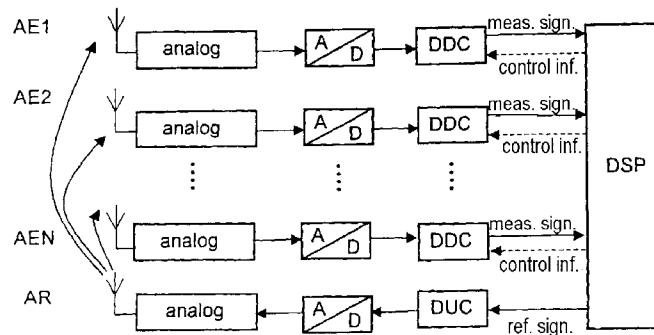 AE1
analog
A
D
DDC
meas. sign.
control inf.
AE2
analog
A
D
DDC
meas. sign.
control inf.
DSP
AEN
analog
A
D
DDC
meas. sign.
control inf.
AR
analog
A
D
DUC
ref. sign.